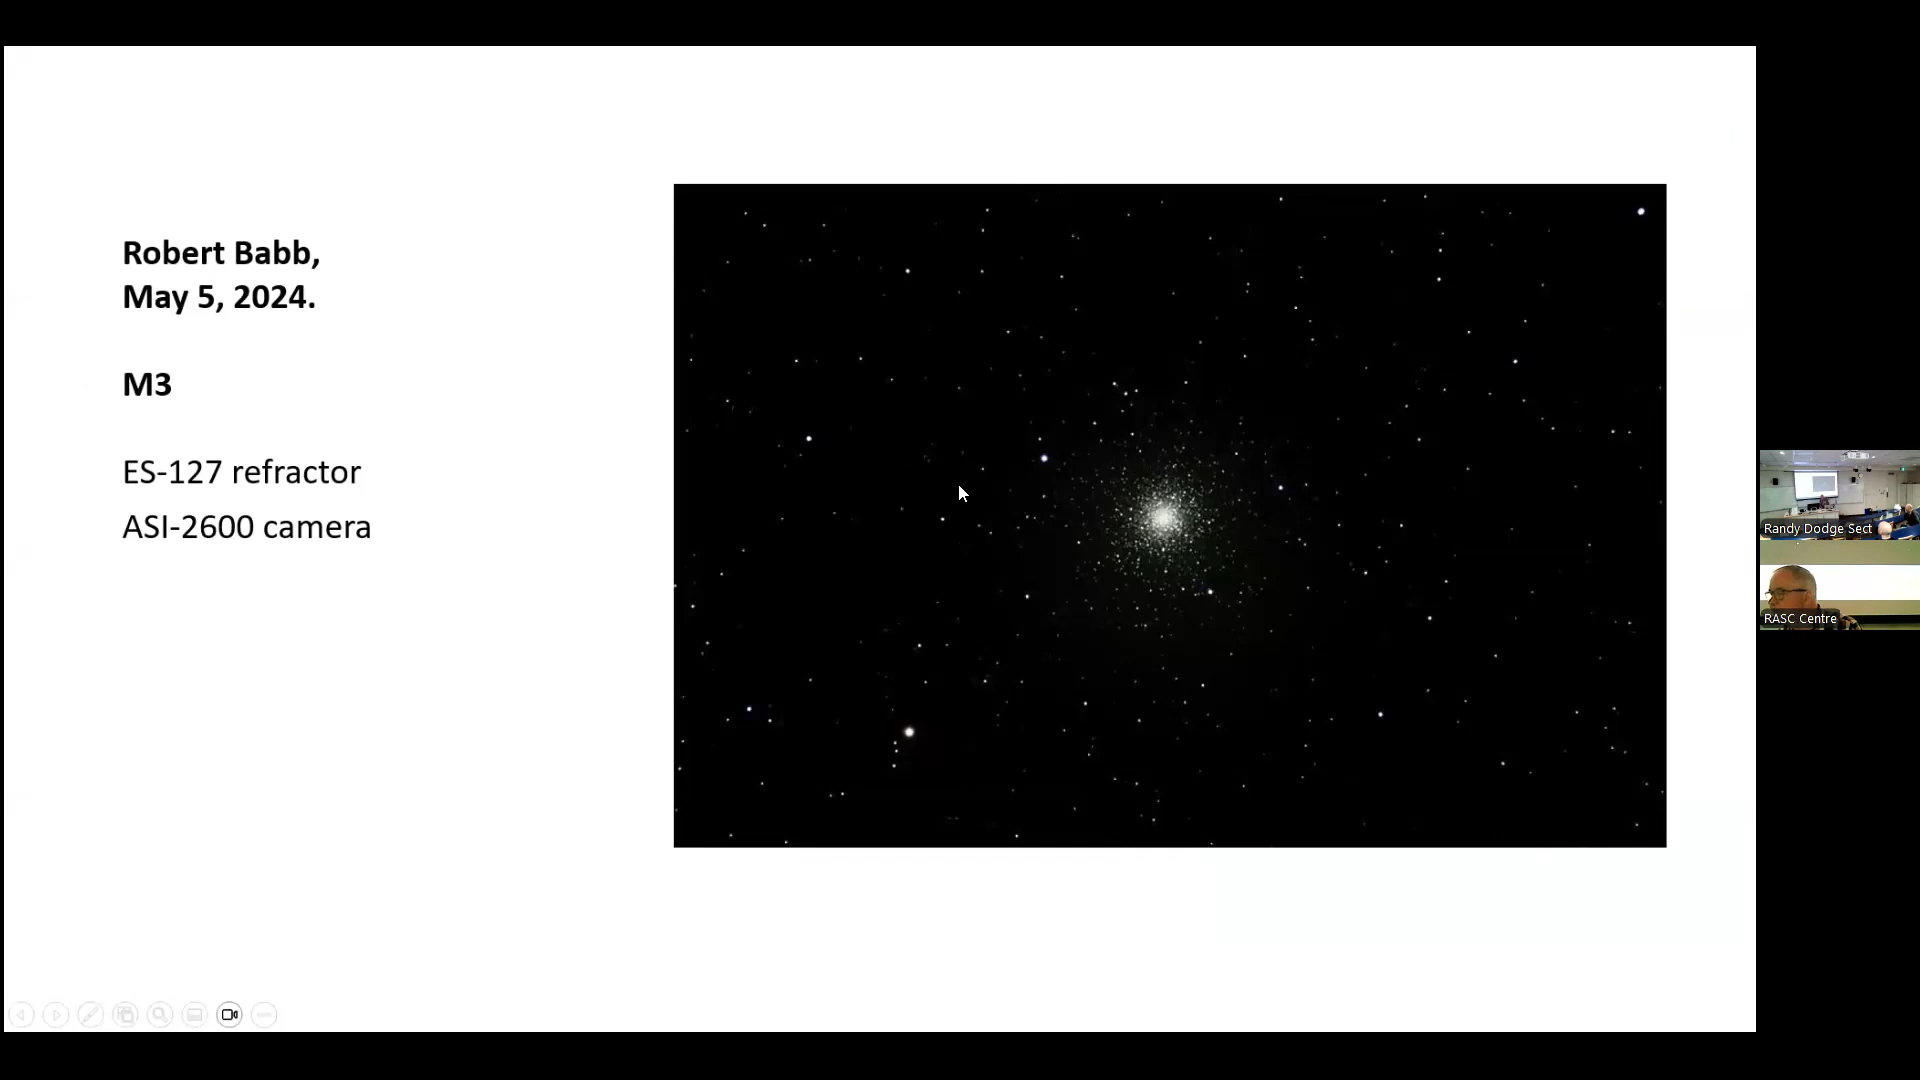 Robert Babb,
May 5, 2024.
M3
ES-127 refractor
ASI-2600 camera
Randy Dodge Sect
RASC Centre